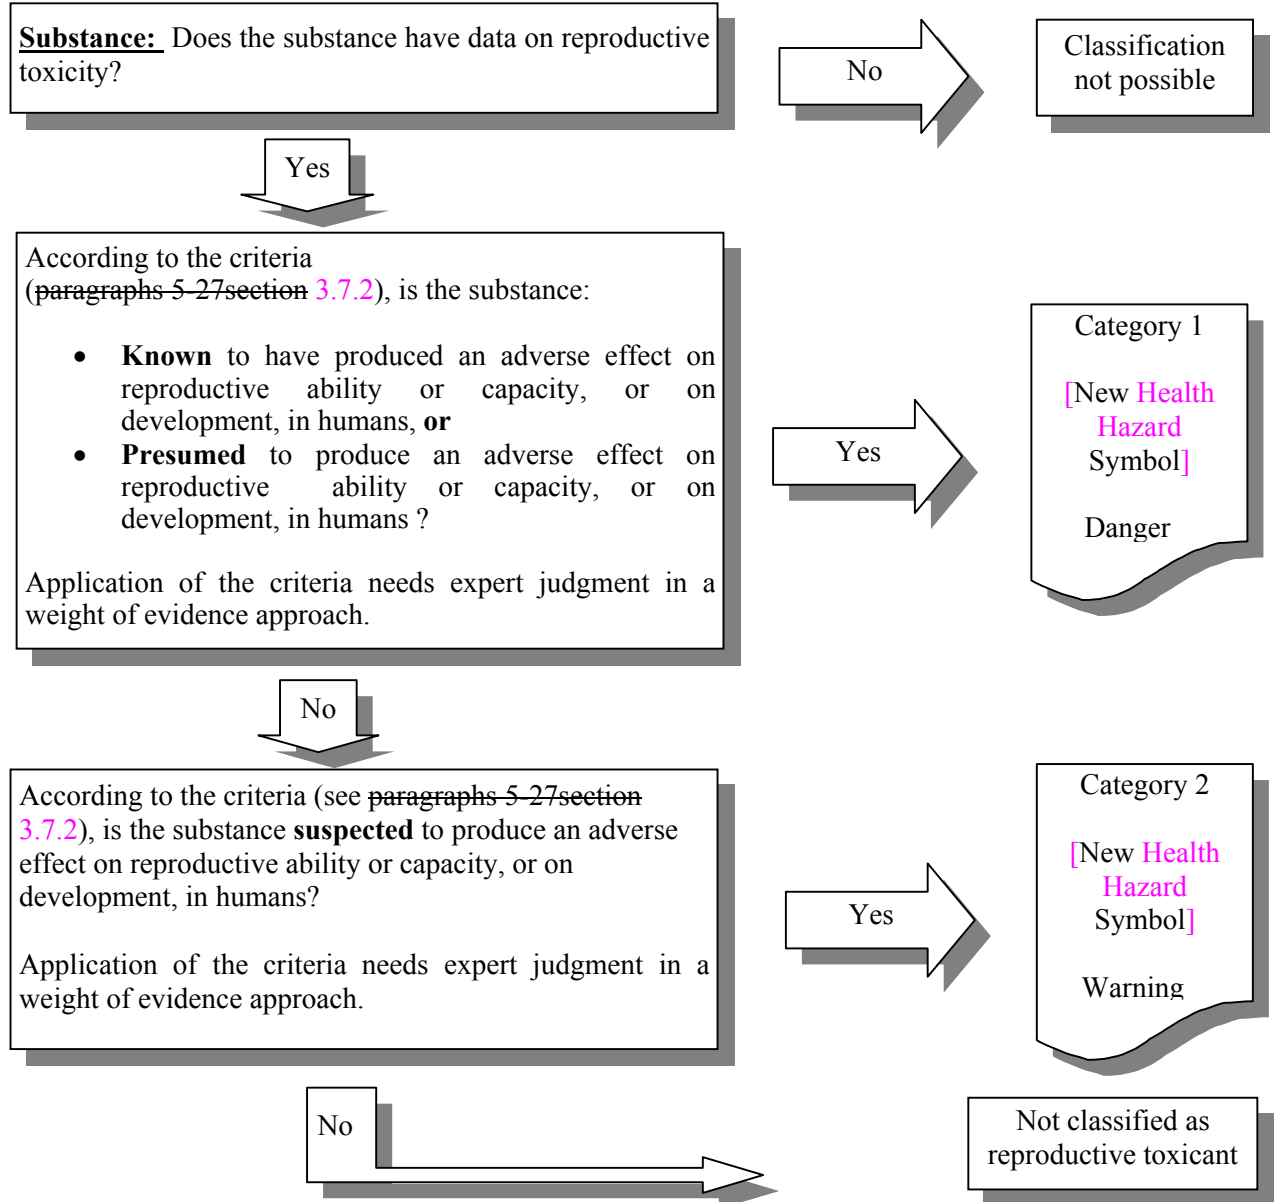 Substance: Does the substance have data on reproductive
toxicity?
No
Classification
not possible
Yes
According to the criteria
(paragraphs 5-27section 3.7.2), is the substance:
• Known to have produced an adverse effect on
reproductive ability or capacity, or on
development, in humans, or
• Presumed to produce an adverse effect on
reproductive ability or capacity, or on
development, in humans ?
Application of the criteria needs expert judgment in a
weight of evidence approach.
Yes
Category 1
[New Health
Hazard
Symbol]
Danger
No
According to the criteria (see paragraphs 5-27section
3.7.2), is the substance suspected to produce an adverse
effect on reproductive ability or capacity, or on
development, in humans?
Application of the criteria needs expert judgment in a
weight of evidence approach.
Yes
Category 2
[New Health
Hazard
Symbol]
Warning
No
Not classified as
reproductive toxicant